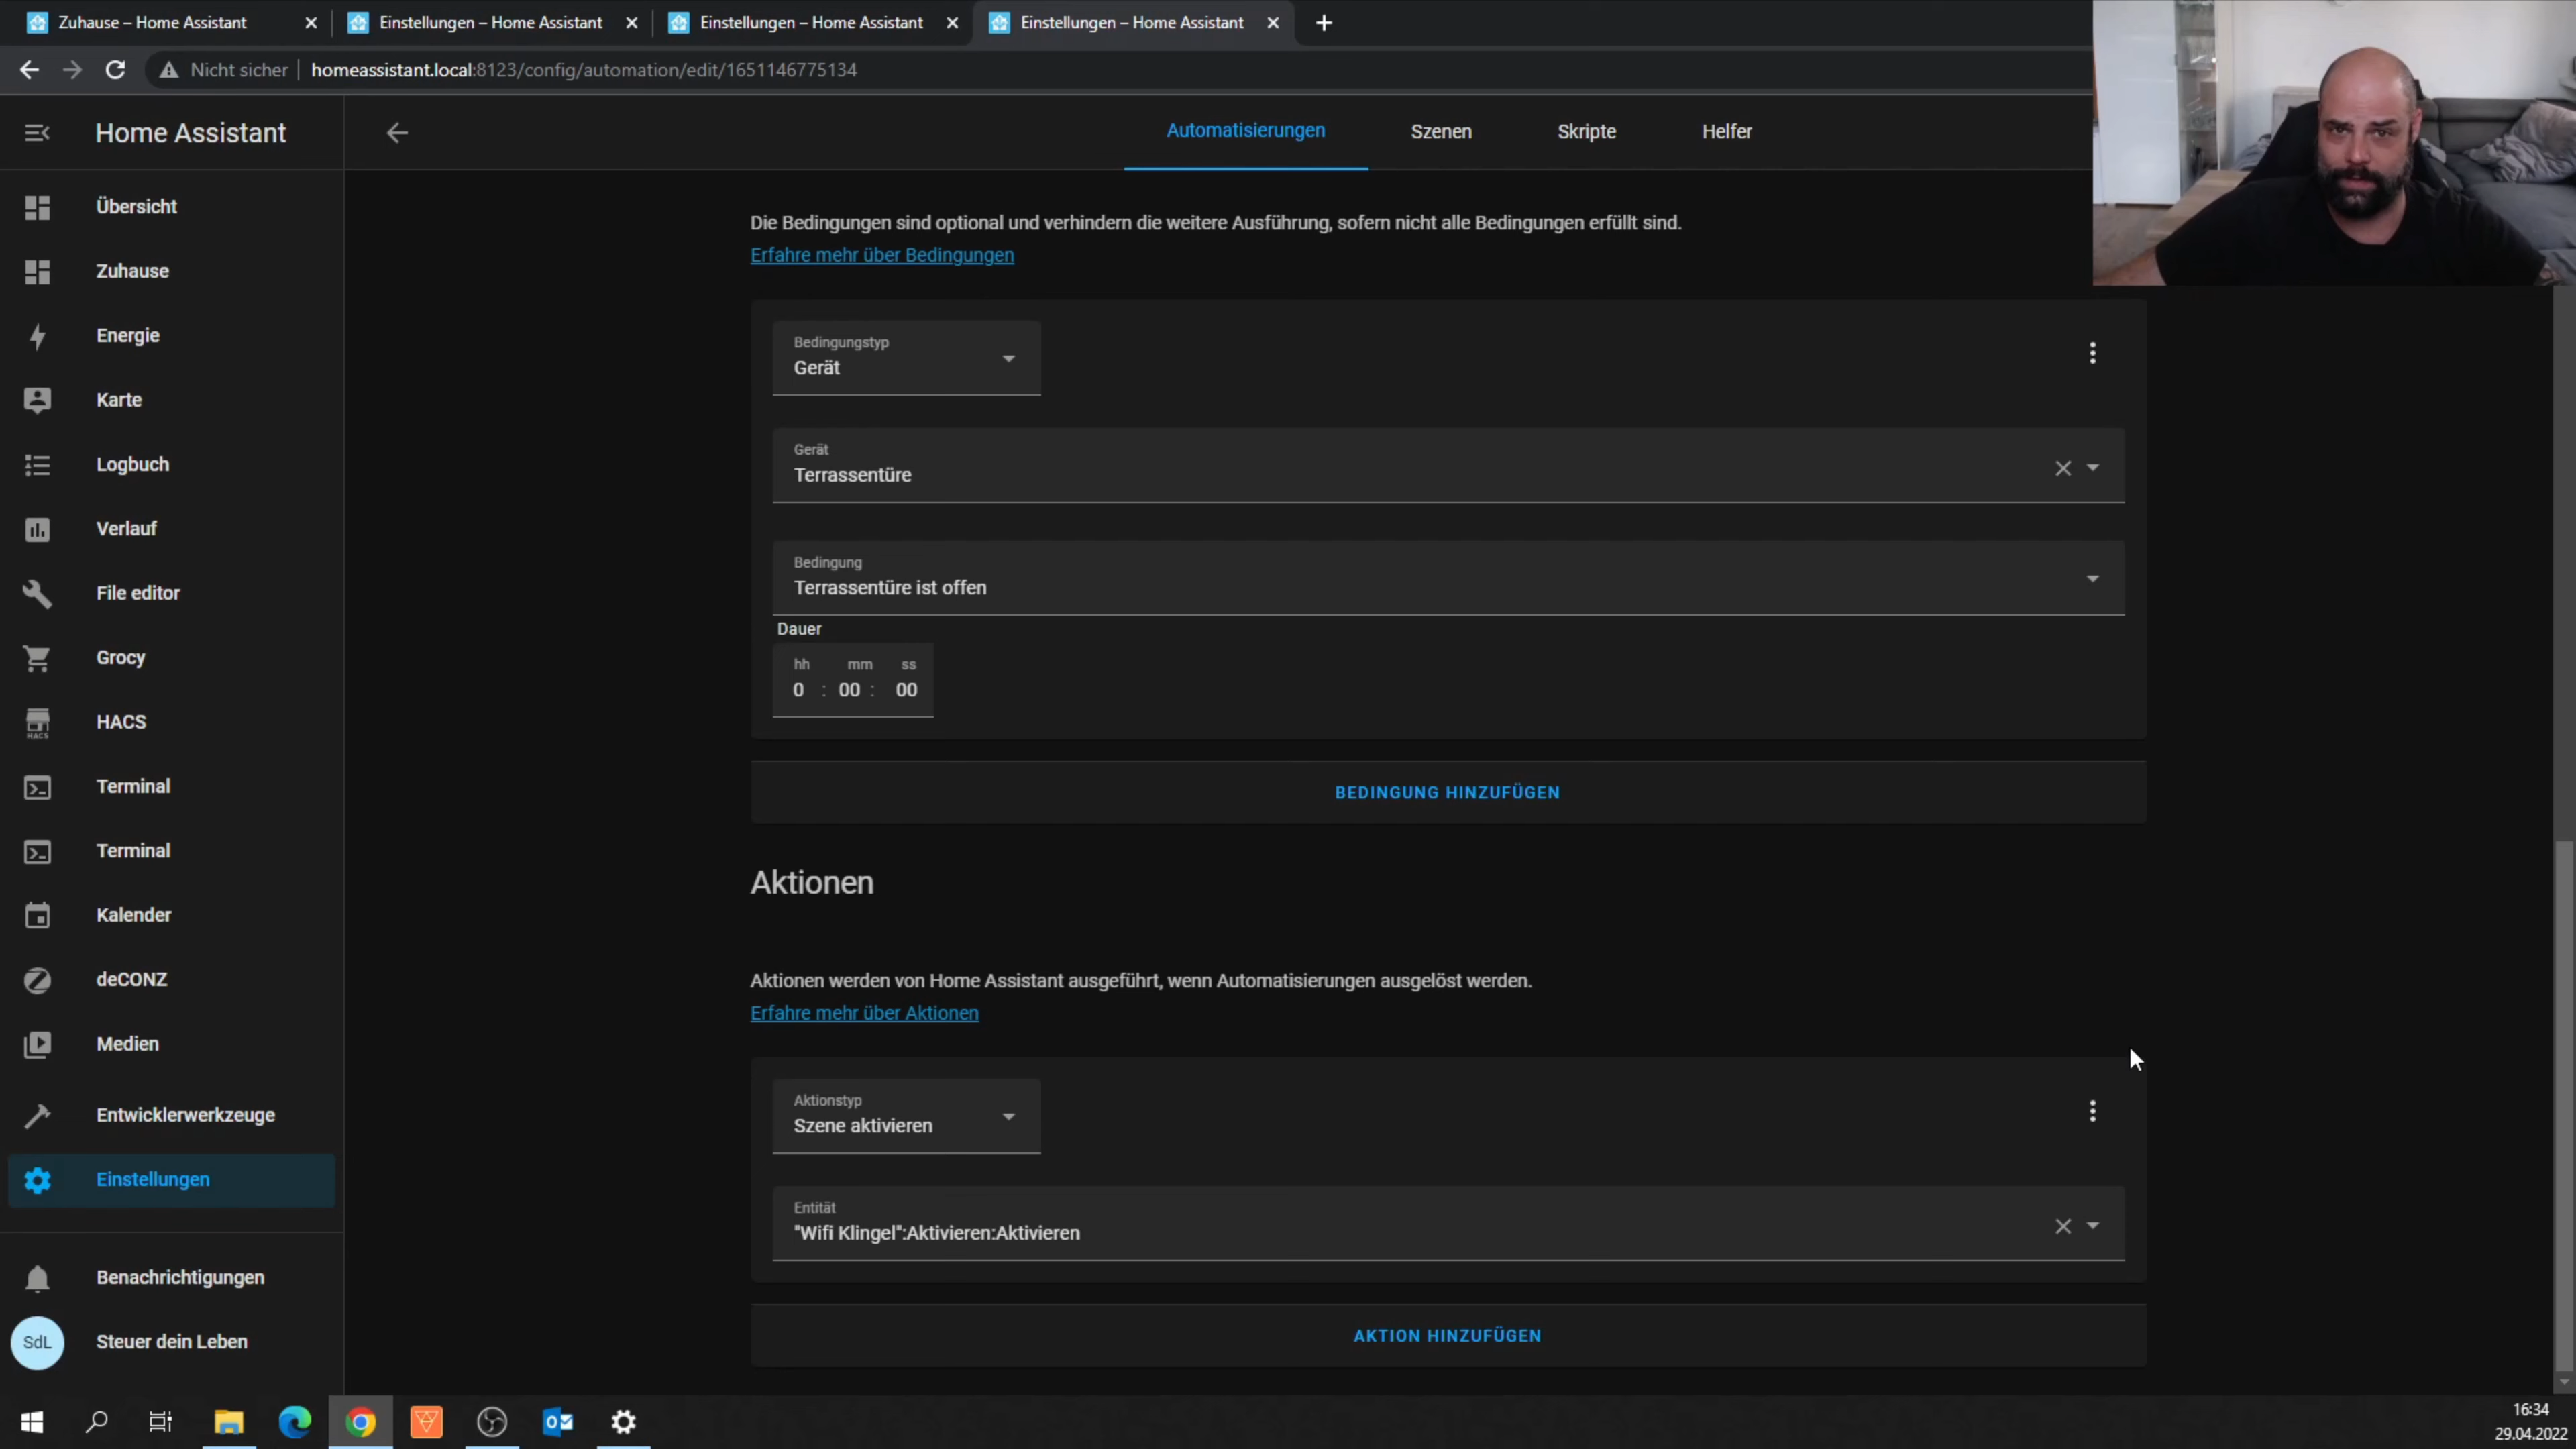 Zuhause – Home Assistant
Einstellungen – Home Assistant
Einstellungen – Home Assistant
Einstellungen – Home Assistant
Nicht sicher
homeassistant.local:8123/config/automation/edit/1651146775134
Home Assistant
Automatisierungen
Szenen
Skripte
Helfer
Übersicht
Zuhause
Energie
Karte
Logbuch
Verlauf
File editor
Grocy
HACS
HACS
Terminal
Terminal
Kalender
deCONZ
Medien
Entwicklerwerkzeuge
Einstellungen
Benachrichtigungen
SdL
Steuer dein Leben
Die Bedingungen sind optional und verhindern die weitere Ausführung, sofern nicht alle Bedingungen erfüllt sind.
Erfahre mehr über Bedingungen
Bedingungstyp
Gerät
Gerät
Terrassentüre
Bedingung
Terrassentüre ist offen
Dauer
hh mm ss
0 : 00 : 00
BEDINGUNG HINZUFÜGEN
Aktionen
Aktionen werden von Home Assistant ausgeführt, wenn Automatisierungen ausgelöst werden.
Erfahre mehr über Aktionen
Aktionstyp
Szene aktivieren
Entität
"Wifi Klingel":Aktivieren:Aktivieren
AKTION HINZUFÜGEN
16:34
29.04.2022